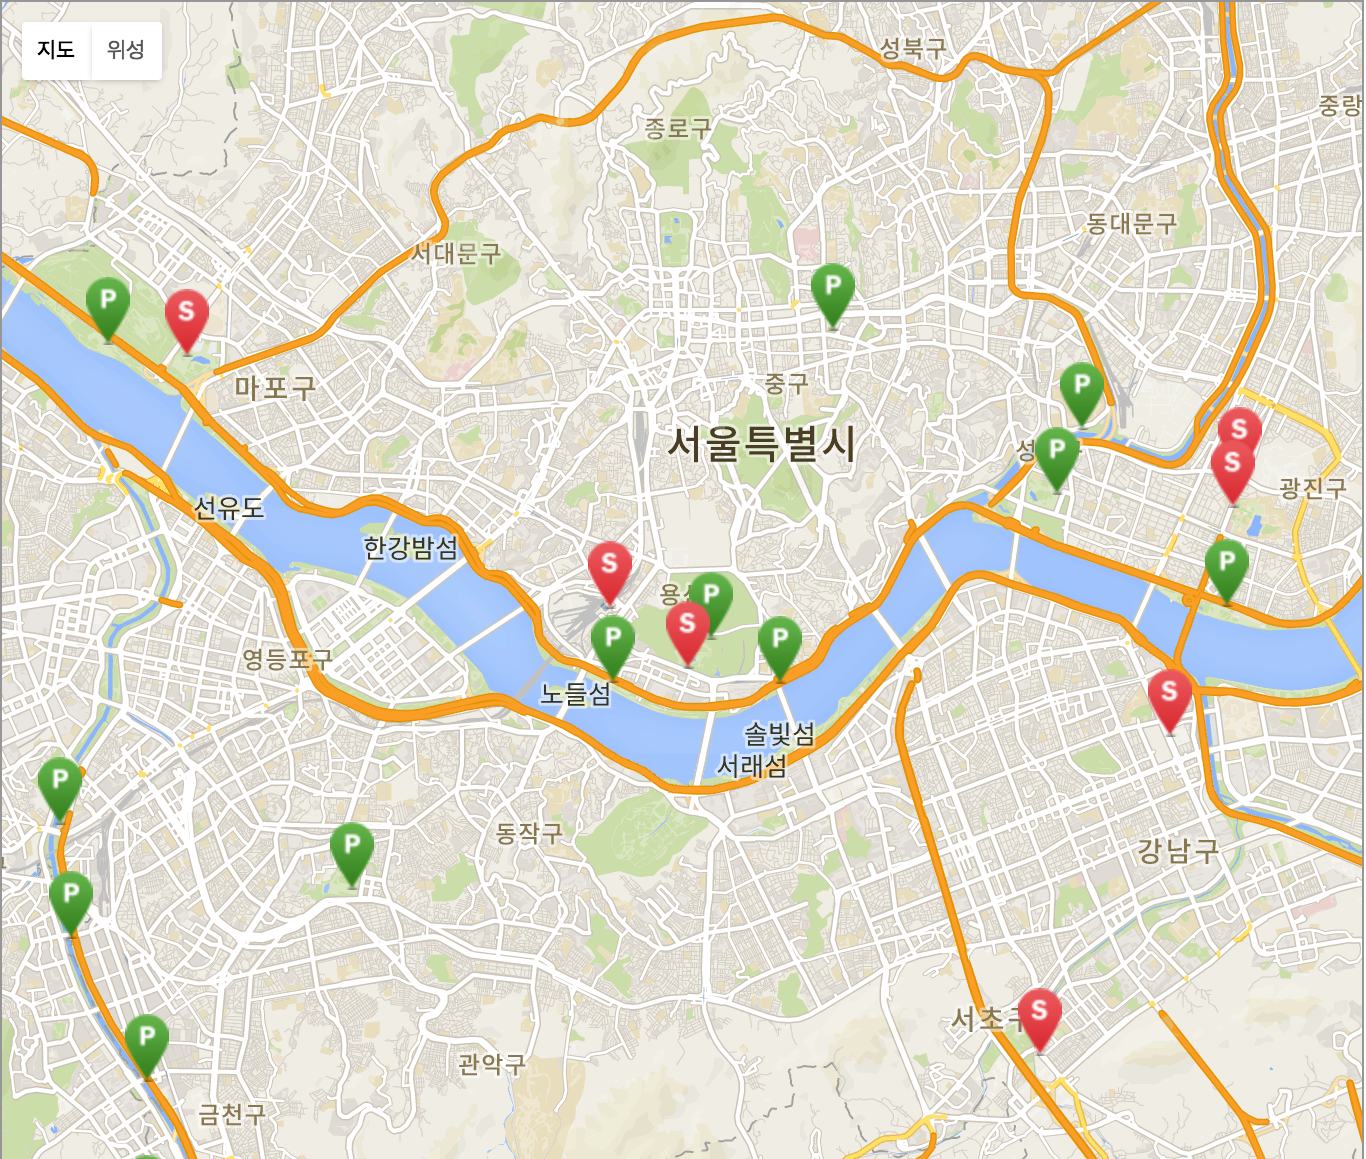 지도 위성
성북구
중랑
종로구
동대문구
서대문구
P
S
P
마포구
중구
P
서울특별시
성
P
S
S
광진구
선유도
한강밤섬
S
용산
P
P
S
P
P
영등포구
노들섬
S
솔빛섬
서래섬
P
동작구
P
강남구
P
S
서초구
P
관악구
금천구